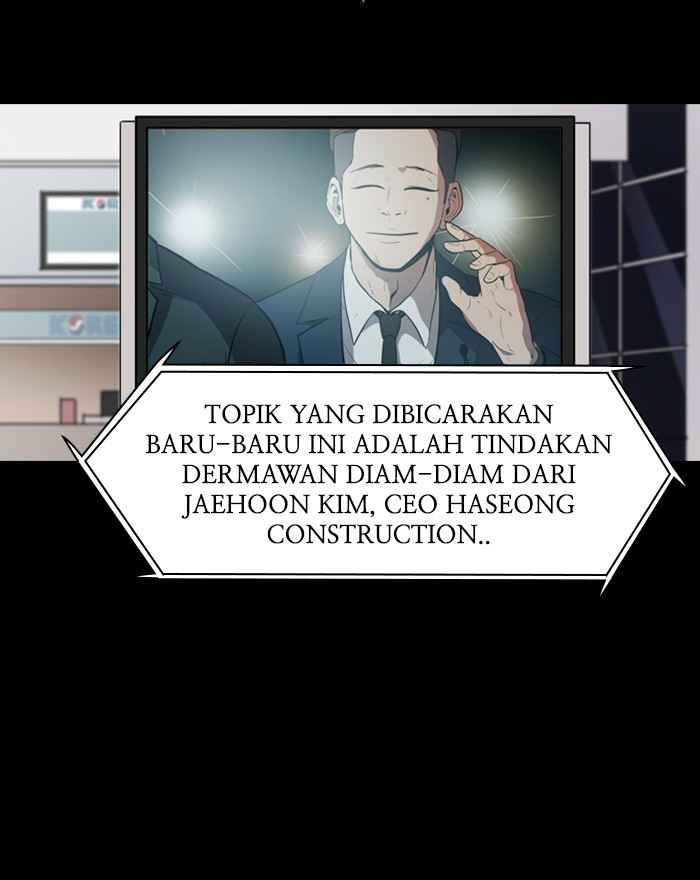 TOPIK YANG DIBICARAKAN
BARU-BARU INI ADALAH TINDAKAN
DERMAWAN DIAM-DIAM DARI
JAEHOON KIM, CEO HASEONG
CONSTRUCTION..